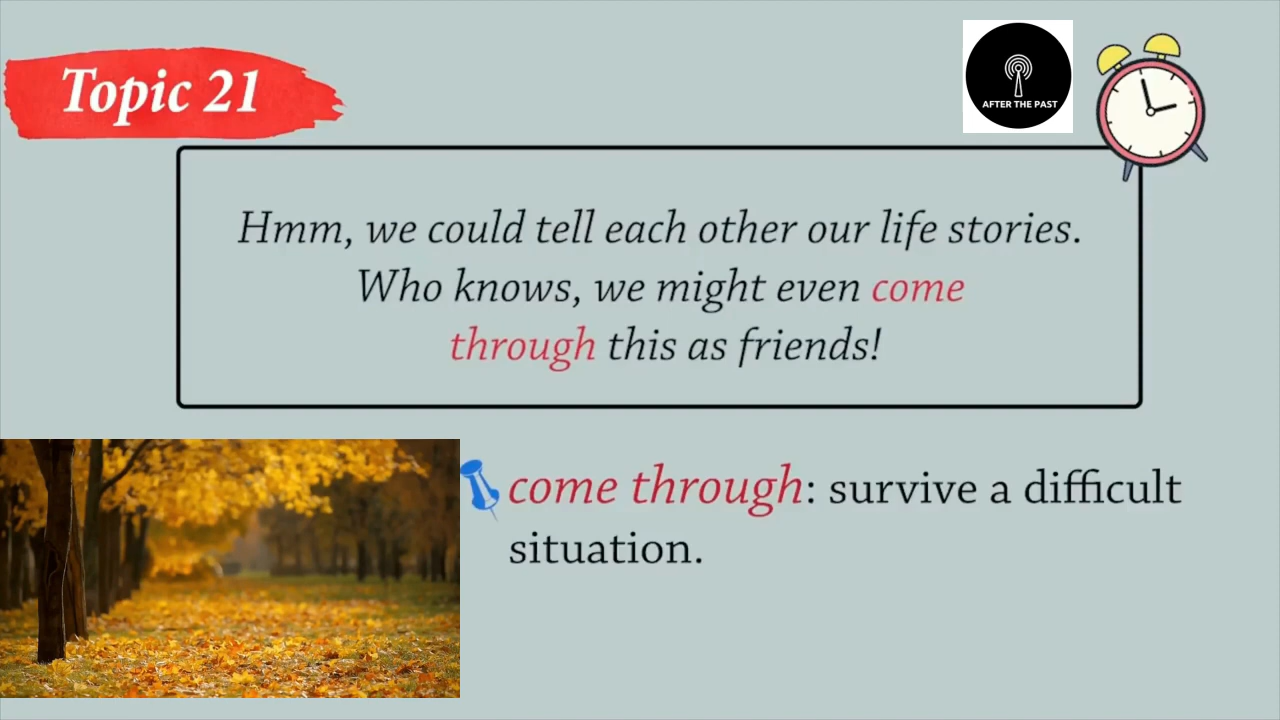 Topic 21
AFTER THE PAST
Hmm, we could tell each other our life stories.
Who knows, we might even come
through this as friends!
come through: survive a difficult
situation.